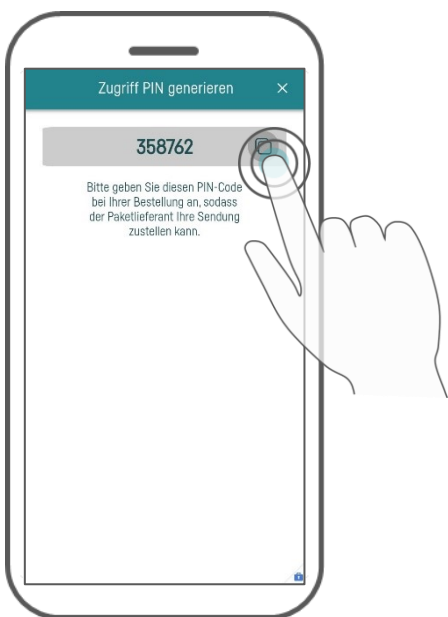 Zugriff PIN generieren
358762
Bitte geben Sie diesen PIN-Code
bei Ihrer Bestellung an, sodass
der Paketlieferant Ihre Sendung
zustellen kann.